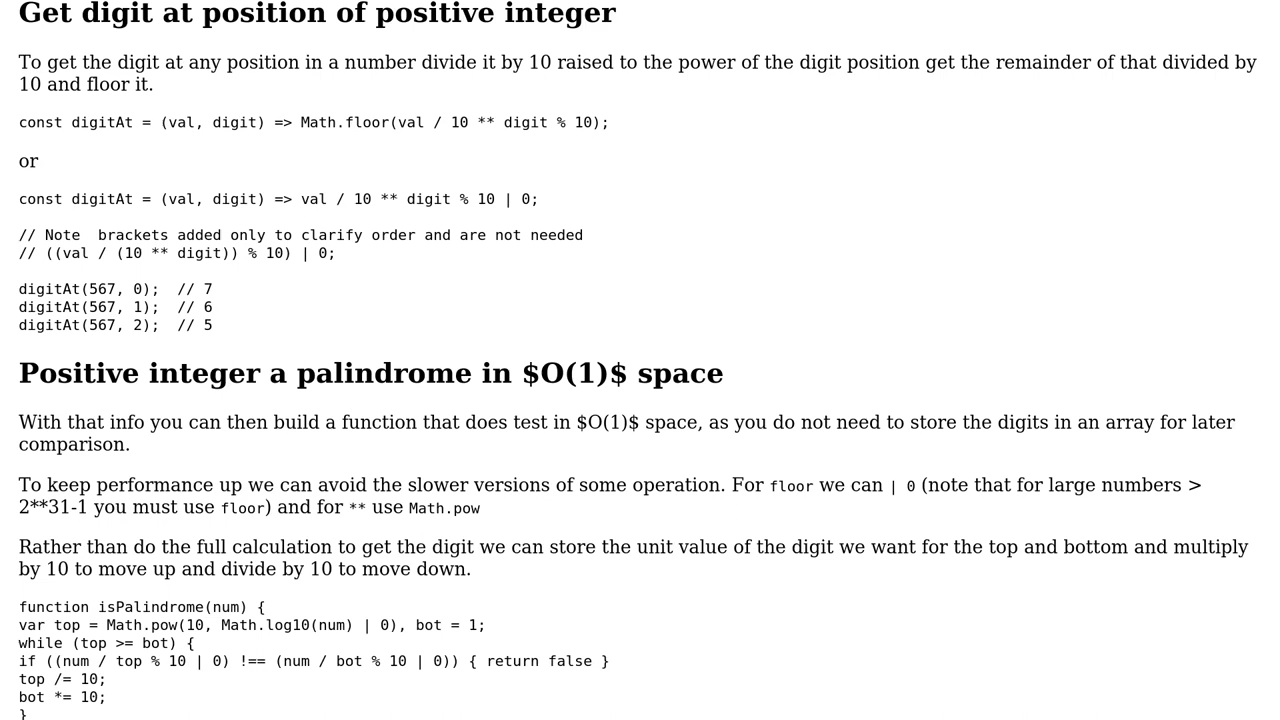 Get digit at position of positive integer
To get the digit at any position in a number divide it by 10 raised to the power of the digit position get the remainder of that divided by
10 and floor it.
const digitAt = (val, digit) => Math.floor(val / 10 ** digit % 10);
or
const digitAt = (val, digit) => val / 10 ** digit % 10 | 0;
// Note  brackets added only to clarify order and are not needed
// ((val / (10 ** digit)) % 10) | 0;
digitAt(567, 0);  // 7
digitAt(567, 1);  // 6
digitAt(567, 2);  // 5
Positive integer a palindrome in $O(1)$ space
With that info you can then build a function that does test in $O(1)$ space, as you do not need to store the digits in an array for later
comparison.
To keep performance up we can avoid the slower versions of some operation. For floor we can | 0 (note that for large numbers >
2**31-1 you must use floor) and for ** use Math.pow
Rather than do the full calculation to get the digit we can store the unit value of the digit we want for the top and bottom and multiply
by 10 to move up and divide by 10 to move down.
function isPalindrome(num) {
var top = Math.pow(10, Math.log10(num) | 0), bot = 1;
while (top >= bot) {
if ((num / top % 10 | 0) !== (num / bot % 10 | 0)) { return false }
top /= 10;
bot *= 10;
}